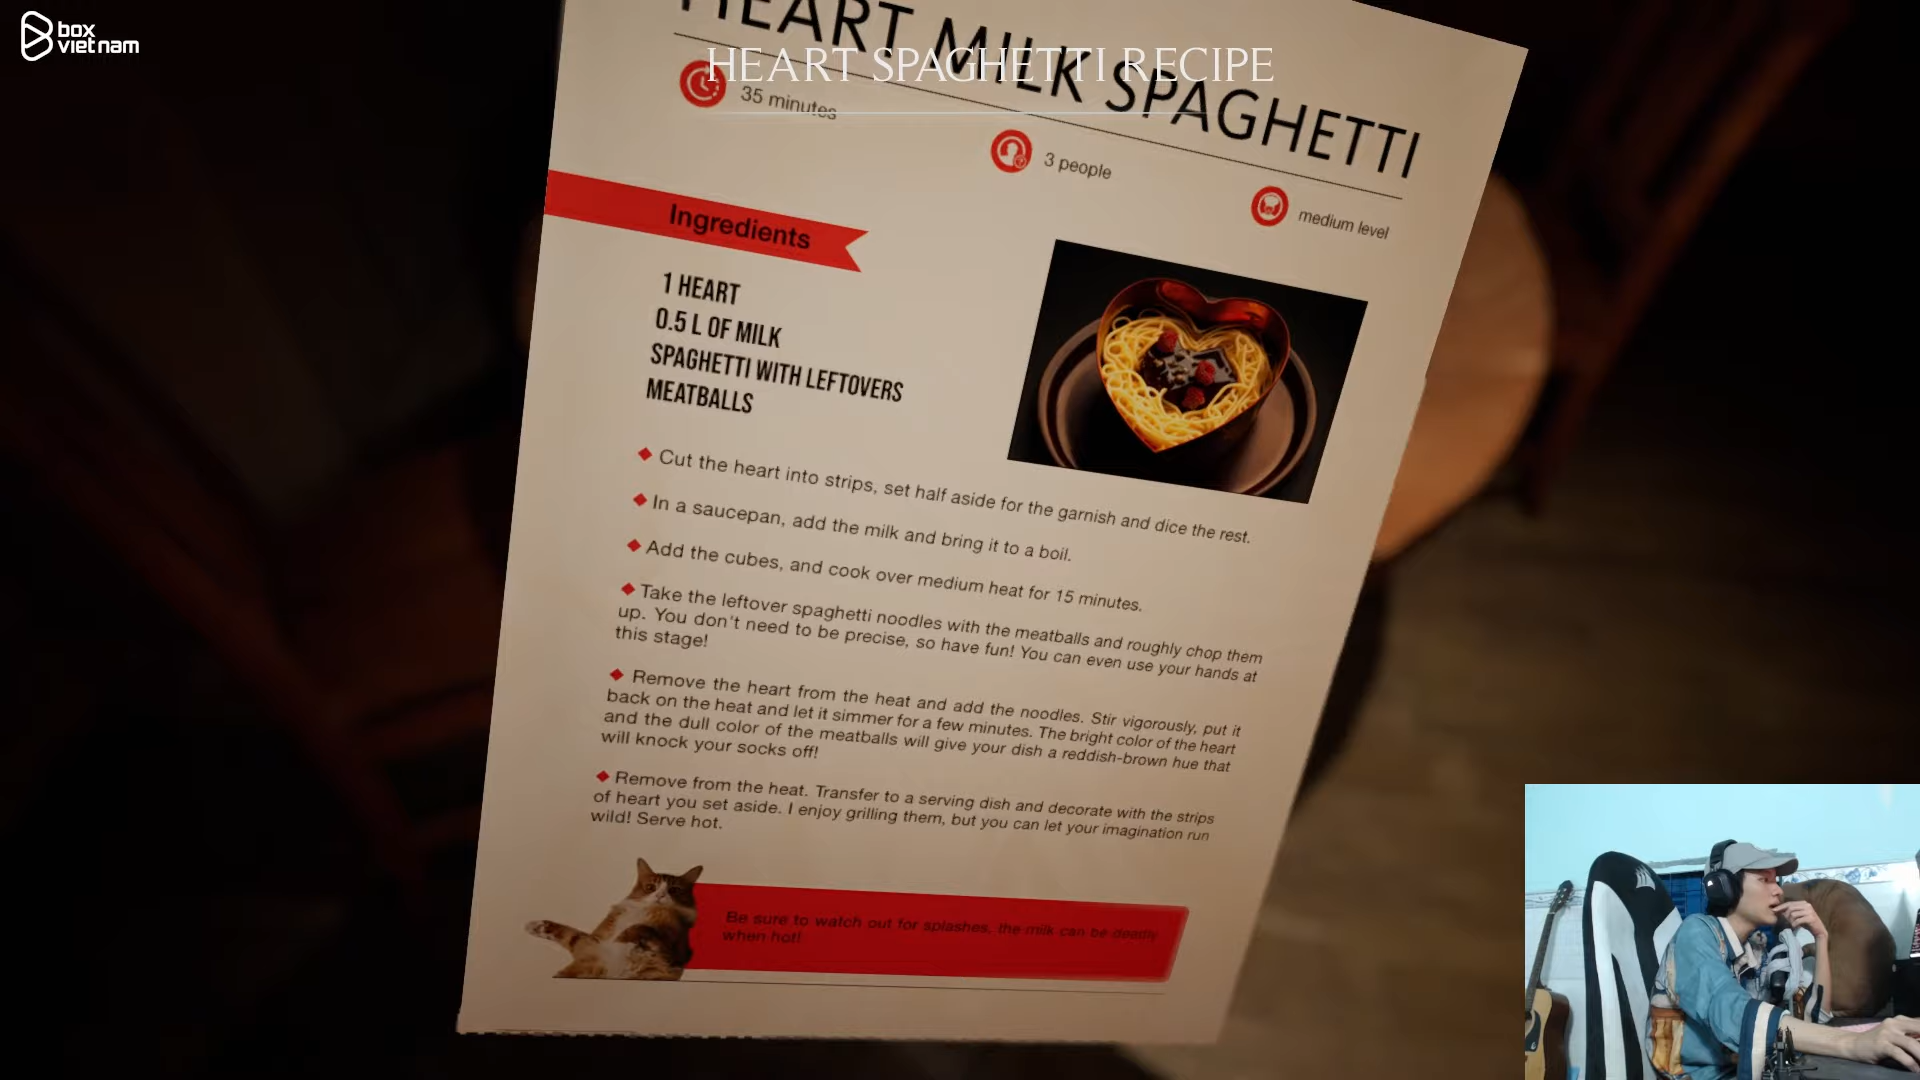 box
việt nam
HEART MILK SPAGHETTI
HEART SPAGHETTI RECIPE
35 minutes
3 people
medium level
Ingredients
1 HEART
0.5 L OF MILK
SPAGHETTI WITH LEFTOVERS
MEATBALLS
Cut the heart into strips, set half aside for the garnish and dice the rest.
In a saucepan, add the milk and bring it to a boil.
Add the cubes, and cook over medium heat for 15 minutes.
Take the leftover spaghetti noodles with the meatballs and roughly chop them
up. You don't need to be precise, so have fun! You can even use your hands at
this stage!
Remove the heart from the heat and add the noodles. Stir vigorously, put it
back on the heat and let it simmer for a few minutes. The bright color of the heart
and the dull color of the meatballs will give your dish a reddish-brown hue that
will knock your socks off!
Remove from the heat. Transfer to a serving dish and decorate with the strips
of heart you set aside. I enjoy grilling them, but you can let your imagination run
wild! Serve hot.
Be sure to watch out for splashes, the milk can be deadly
when hot!